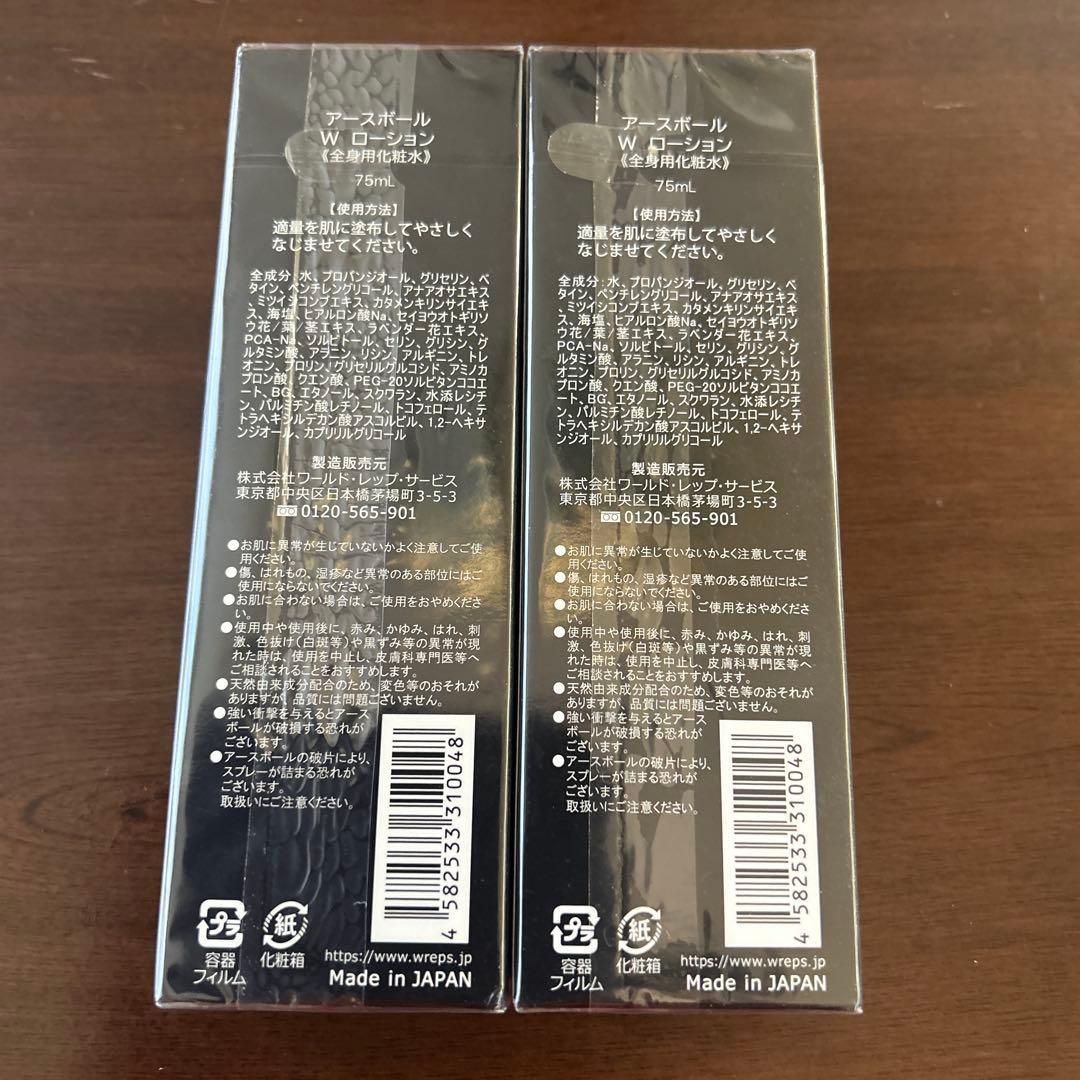 アースボール
W ローション
《全身用化粧水》
75mL
【使用方法】
適量を肌に塗布してやさしく
なじませてください。
全成分：水、プロパンジオール、グリセリン、ベ
タイン、ペンチレングリコール、アナアオサエキス
、ミツイシコンブエキス、カタメンキリンサイエキ
ス、海塩、ヒアルロン酸Na、セイヨウオトギリソ
ウ花/葉/茎エキス、ラベンダー花エキス、
PCA-Na、ソルビトール、セリン、グリシン、グ
ルタミン酸、アラニン、リシン、アルギニン、トレ
オニン、プロリン、グリセリルグルコシド、アミノカ
プロン酸、クエン酸、PEG-20ソルビタンココエ
ート、BG、エタノール、スクワラン、水添レシチ
ン、パルミチン酸レチノール、トコフェロール、テ
トラヘキシルデカン酸アスコルビル、1,2-ヘキサ
ンジオール、カプリリルグリコール
製造販売元
株式会社ワールド・レップ・サービス
東京都中央区日本橋茅場町3-5-3
0120-565-901
●お肌に異常が生じていないかよく注意してご使
用ください。
●傷、はれもの、湿疹など異常のある部位にはご
使用にならないでください。
●お肌に合わない場合は、ご使用をおやめくださ
い。
●使用中や使用後に、赤み、かゆみ、はれ、刺
激、色抜け(白斑等)や黒ずみ等の異常が現
れた時は、使用を中止し、皮膚科専門医等へ
ご相談されることをおすすめします。
●天然由来成分配合のため、変色等のおそれが
ありますが、品質には問題ございません。
●強い衝撃を与えるとアース
ボールが破損する恐れが
ございます。
●アースボールの破片により、
スプレーが詰まる恐れが
ございます。
取扱いにご注意ください。
4 582533 310048
プラ
容器
フィルム
紙
化粧箱
https://www.wreps.jp
Made in JAPAN
アースボール
W ローション
《全身用化粧水》
75mL
【使用方法】
適量を肌に塗布してやさしく
なじませてください。
全成分：水、プロパンジオール、グリセリン、ベ
タイン、ペンチレングリコール、アナアオサエキス
、ミツイシコンブエキス、カタメンキリンサイエキ
ス、海塩、ヒアルロン酸Na、セイヨウオトギリソ
ウ花/葉/茎エキス、ラベンダー花エキス、
PCA-Na、ソルビトール、セリン、グリシン、グ
ルタミン酸、アラニン、リシン、アルギニン、トレ
オニン、プロリン、グリセリルグルコシド、アミノカ
プロン酸、クエン酸、PEG-20ソルビタンココエ
ート、BG、エタノール、スクワラン、水添レシチ
ン、パルミチン酸レチノール、トコフェロール、テ
トラヘキシルデカン酸アスコルビル、1,2-ヘキサ
ンジオール、カプリリルグリコール
製造販売元
株式会社ワールド・レップ・サービス
東京都中央区日本橋茅場町3-5-3
0120-565-901
●お肌に異常が生じていないかよく注意してご使
用ください。
●傷、はれもの、湿疹など異常のある部位にはご
使用にならないでください。
●お肌に合わない場合は、ご使用をおやめくださ
い。
●使用中や使用後に、赤み、かゆみ、はれ、刺
激、色抜け(白斑等)や黒ずみ等の異常が現
れた時は、使用を中止し、皮膚科専門医等へ
ご相談されることをおすすめします。
●天然由来成分配合のため、変色等のおそれが
ありますが、品質には問題ございません。
●強い衝撃を与えるとアース
ボールが破損する恐れが
ございます。
●アースボールの破片により、
スプレーが詰まる恐れが
ございます。
取扱いにご注意ください。
4 582533 310048
プラ
容器
フィルム
紙
化粧箱
https://www.wreps.jp
Made in JAPAN